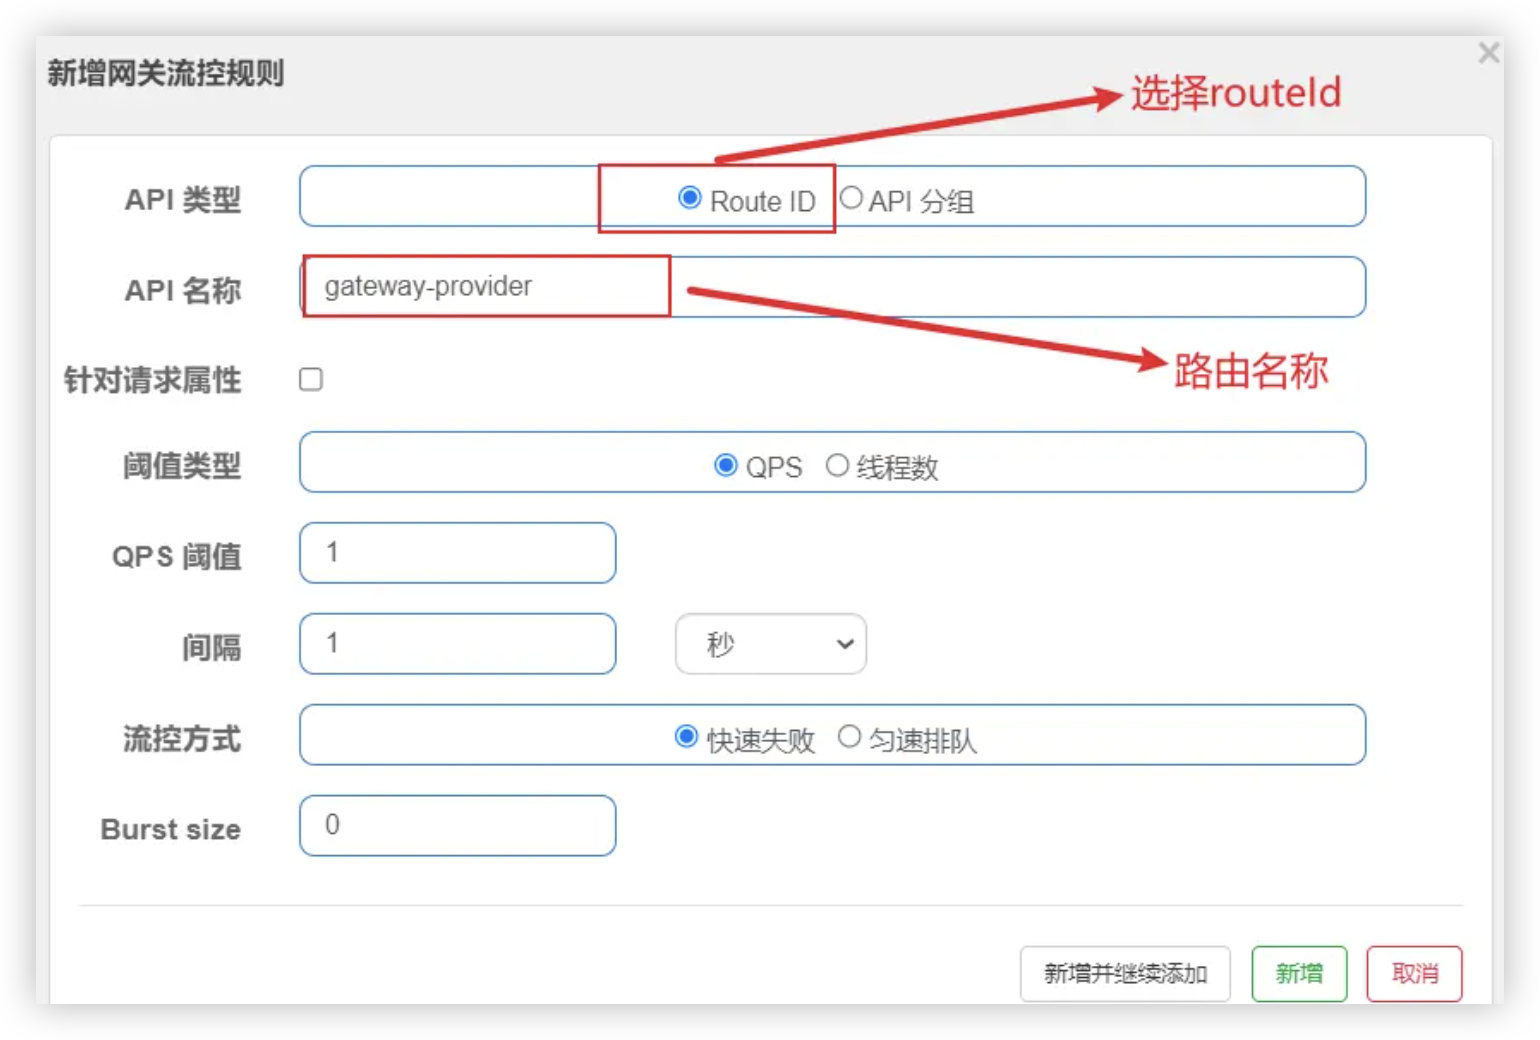 新增网关流控规则
×
选择routeId
API 类型
Route ID
API 分组
API 名称
gateway-provider
路由名称
针对请求属性
阈值类型
QPS
线程数
QPS 阈值
1
间隔
1
秒
流控方式
快速失败
匀速排队
Burst size
0
新增并继续添加
新增
取消